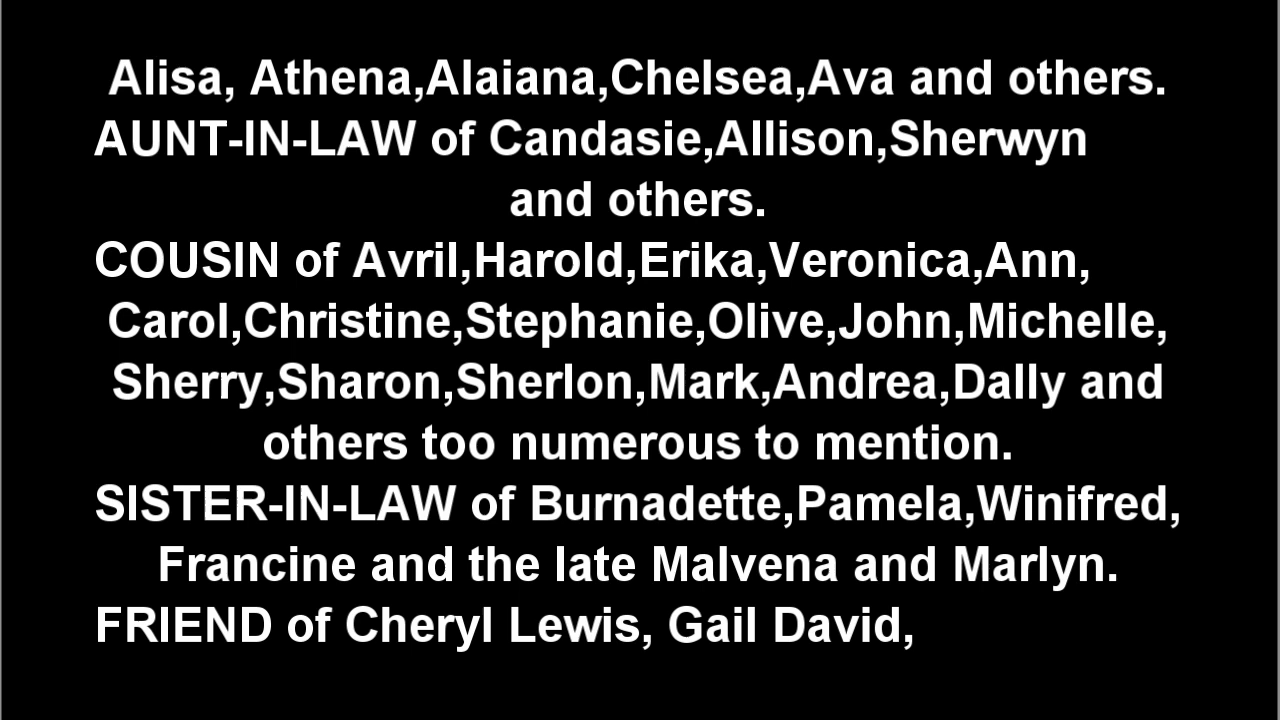 Alisa, Athena,Alaiana,Chelsea,Ava and others.
AUNT-IN-LAW of Candasie,Allison,Sherwyn
and others.
COUSIN of Avril,Harold,Erika,Veronica,Ann,
Carol,Christine,Stephanie,Olive,John,Michelle,
Sherry,Sharon,Sherlon,Mark,Andrea,Dally and
others too numerous to mention.
SISTER-IN-LAW of Burnadette,Pamela,Winifred,
Francine and the late Malvena and Marlyn.
FRIEND of Cheryl Lewis, Gail David,